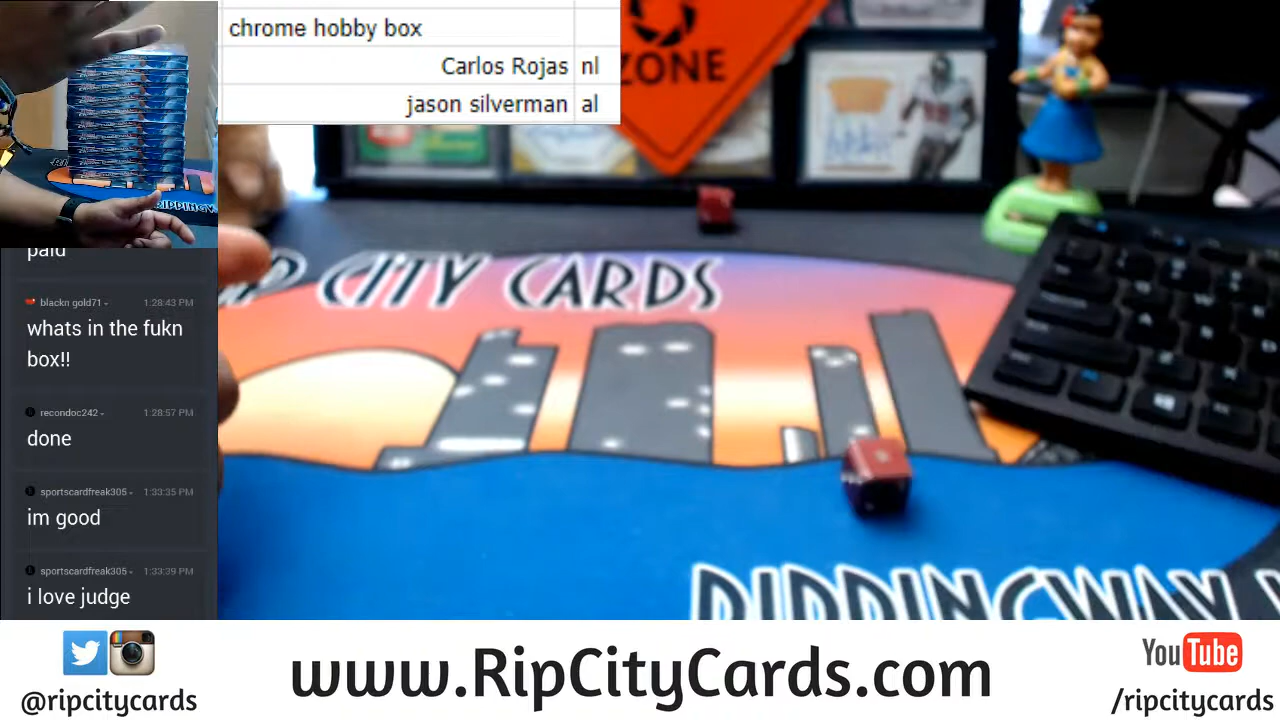 chrome hobby box
Carlos Rojas nl
jason silverman al
ZONE
paid
blackn gold71 1:28:43 PM
whats in the fukn
box!!
recondoc242 1:28:57 PM
done
sportscardfreak305 1:33:35 PM
im good
sportscardfreak305 1:33:39 PM
i love judge
RIP CITY CARDS
RIPPINGWAX
www.RipCityCards.com
@ripcitycards
YouTube
/ripcitycards